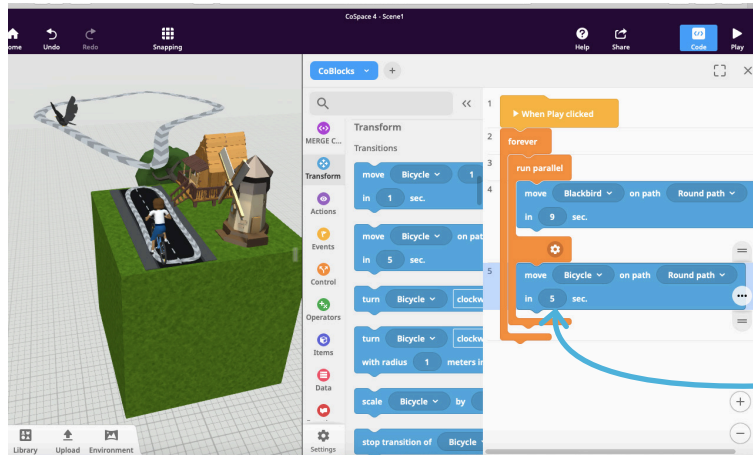 CoSpace 4 - Scene1
ome
Undo
Redo
Snapping
Help
Share
Code
Play
CoBlocks
MERGE C...
Transform
Actions
Events
Control
Operators
Items
Data
Settings
Transform
Transitions
move Bicycle 1
in 1 sec.
move Bicycle on pat
in 5 sec.
turn Bicycle clockw
turn Bicycle clockw
with radius 1 meters in
scale Bicycle by
stop transition of Bicycle
1 When Play clicked
2 forever
3 run parallel
4 move Blackbird on path Round path
in 9 sec.
5 move Bicycle on path Round path
in 5 sec.
Library
Upload
Environment